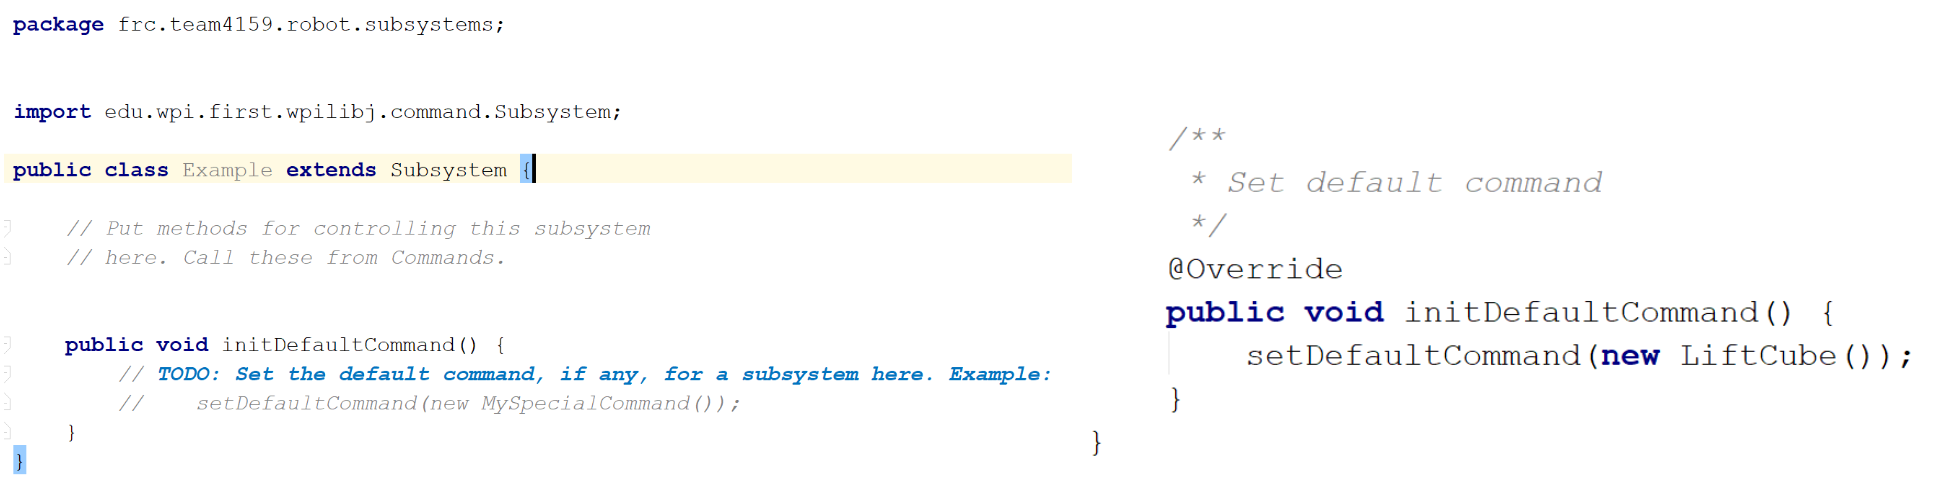 package frc.team4159.robot.subsystems;
import edu.wpi.first.wpilibj.command.Subsystem;
public class Example extends Subsystem {
// Put methods for controlling this subsystem
// here. Call these from Commands.
public void initDefaultCommand() {
// TODO: Set the default command, if any, for a subsystem here. Example:
//    setDefaultCommand(new MySpecialCommand());
}
}
/**
* Set default command
*/
@Override
public void initDefaultCommand() {
setDefaultCommand(new LiftCube());
}
}